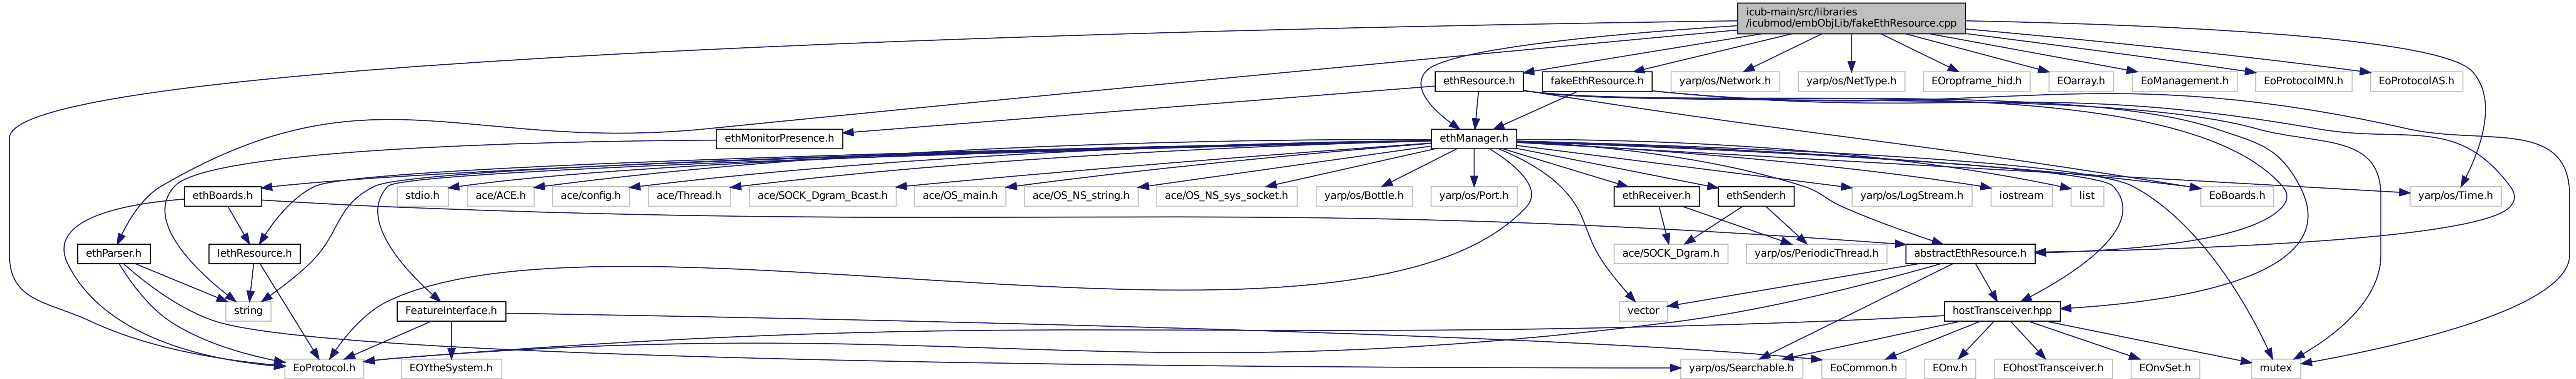 icub-main/src/libraries
/icubmod/embObjLib/fakeEthResource.cpp
ethResource.h
fakeEthResource.h
yarp/os/Network.h
yarp/os/NetType.h
EOropframe_hid.h
EOarray.h
EoManagement.h
EoProtocolMN.h
EoProtocolAS.h
ethMonitorPresence.h
ethManager.h
ethBoards.h
stdio.h
ace/ACE.h
ace/config.h
ace/Thread.h
ace/SOCK_Dgram_Bcast.h
ace/OS_main.h
ace/OS_NS_string.h
ace/OS_NS_sys_socket.h
yarp/os/Bottle.h
yarp/os/Port.h
ethReceiver.h
ethSender.h
yarp/os/LogStream.h
iostream
list
EoBoards.h
yarp/os/Time.h
ethParser.h
IethResource.h
ace/SOCK_Dgram.h
yarp/os/PeriodicThread.h
abstractEthResource.h
string
FeatureInterface.h
vector
hostTransceiver.hpp
EoProtocol.h
EOYtheSystem.h
yarp/os/Searchable.h
EoCommon.h
EOnv.h
EOhostTransceiver.h
EOnvSet.h
mutex